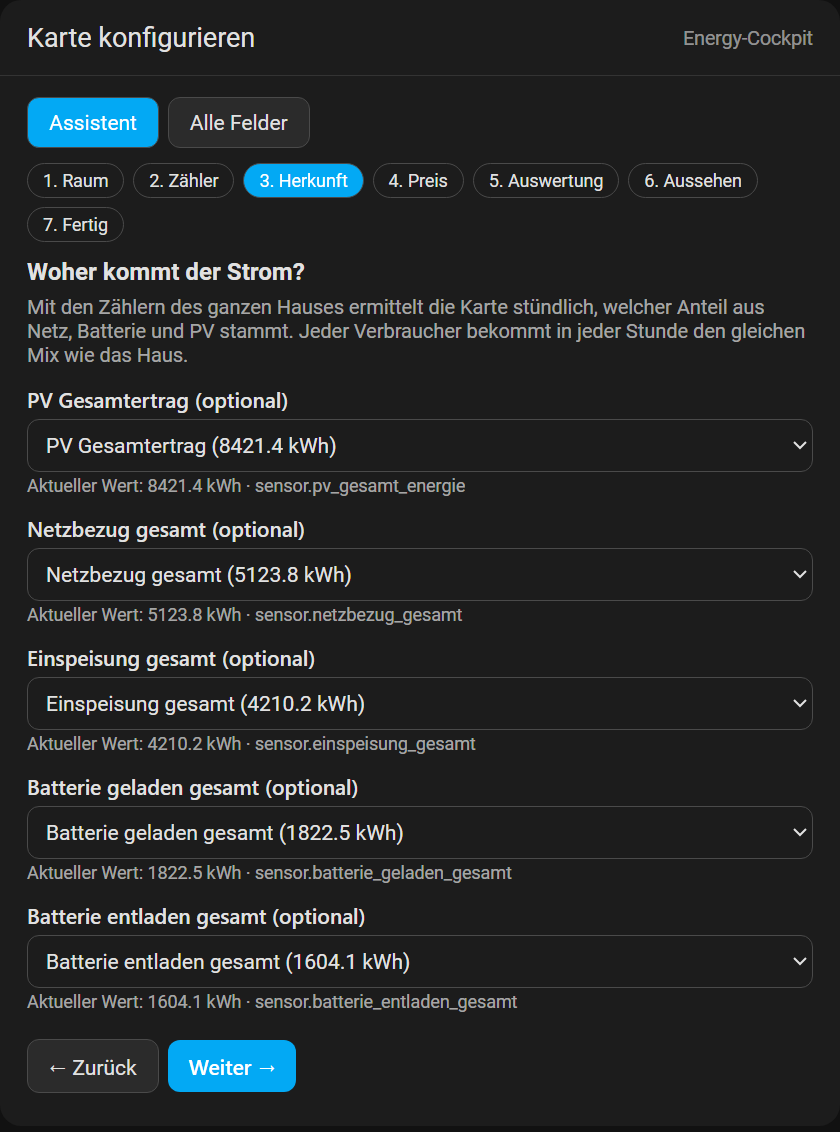 Karte konfigurieren
Energy-Cockpit
Assistent
Alle Felder
1. Raum
2. Zähler
3. Herkunft
4. Preis
5. Auswertung
6. Aussehen
7. Fertig
Woher kommt der Strom?
Mit den Zählern des ganzen Hauses ermittelt die Karte stündlich, welcher Anteil aus
Netz, Batterie und PV stammt. Jeder Verbraucher bekommt in jeder Stunde den gleichen
Mix wie das Haus.
PV Gesamtertrag (optional)
PV Gesamtertrag (8421.4 kWh)
Aktueller Wert: 8421.4 kWh · sensor.pv_gesamt_energie
Netzbezug gesamt (optional)
Netzbezug gesamt (5123.8 kWh)
Aktueller Wert: 5123.8 kWh · sensor.netzbezug_gesamt
Einspeisung gesamt (optional)
Einspeisung gesamt (4210.2 kWh)
Aktueller Wert: 4210.2 kWh · sensor.einspeisung_gesamt
Batterie geladen gesamt (optional)
Batterie geladen gesamt (1822.5 kWh)
Aktueller Wert: 1822.5 kWh · sensor.batterie_geladen_gesamt
Batterie entladen gesamt (optional)
Batterie entladen gesamt (1604.1 kWh)
Aktueller Wert: 1604.1 kWh · sensor.batterie_entladen_gesamt
← Zurück
Weiter →